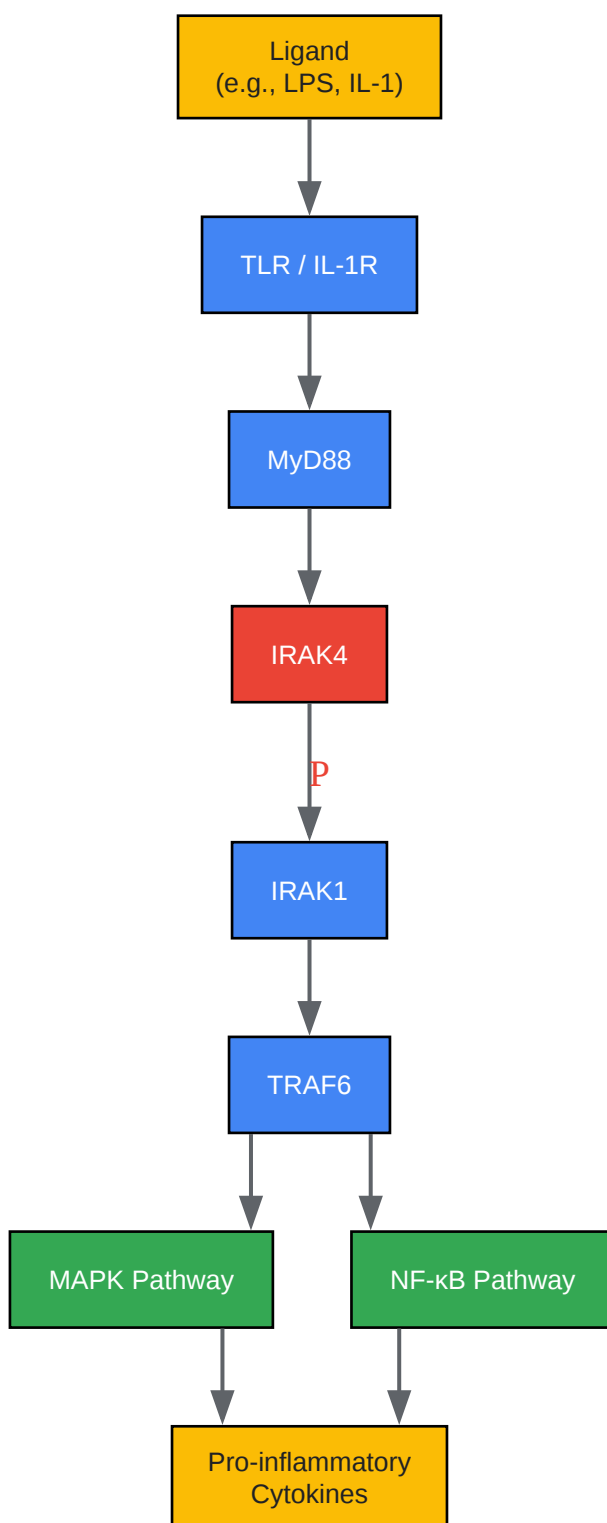 Ligand
(e.g., LPS, IL-1)
TLR / IL-1R
MyD88
IRAK4
P
IRAK1
TRAF6
MAPK Pathway
NF-κB Pathway
Pro-inflammatory
Cytokines